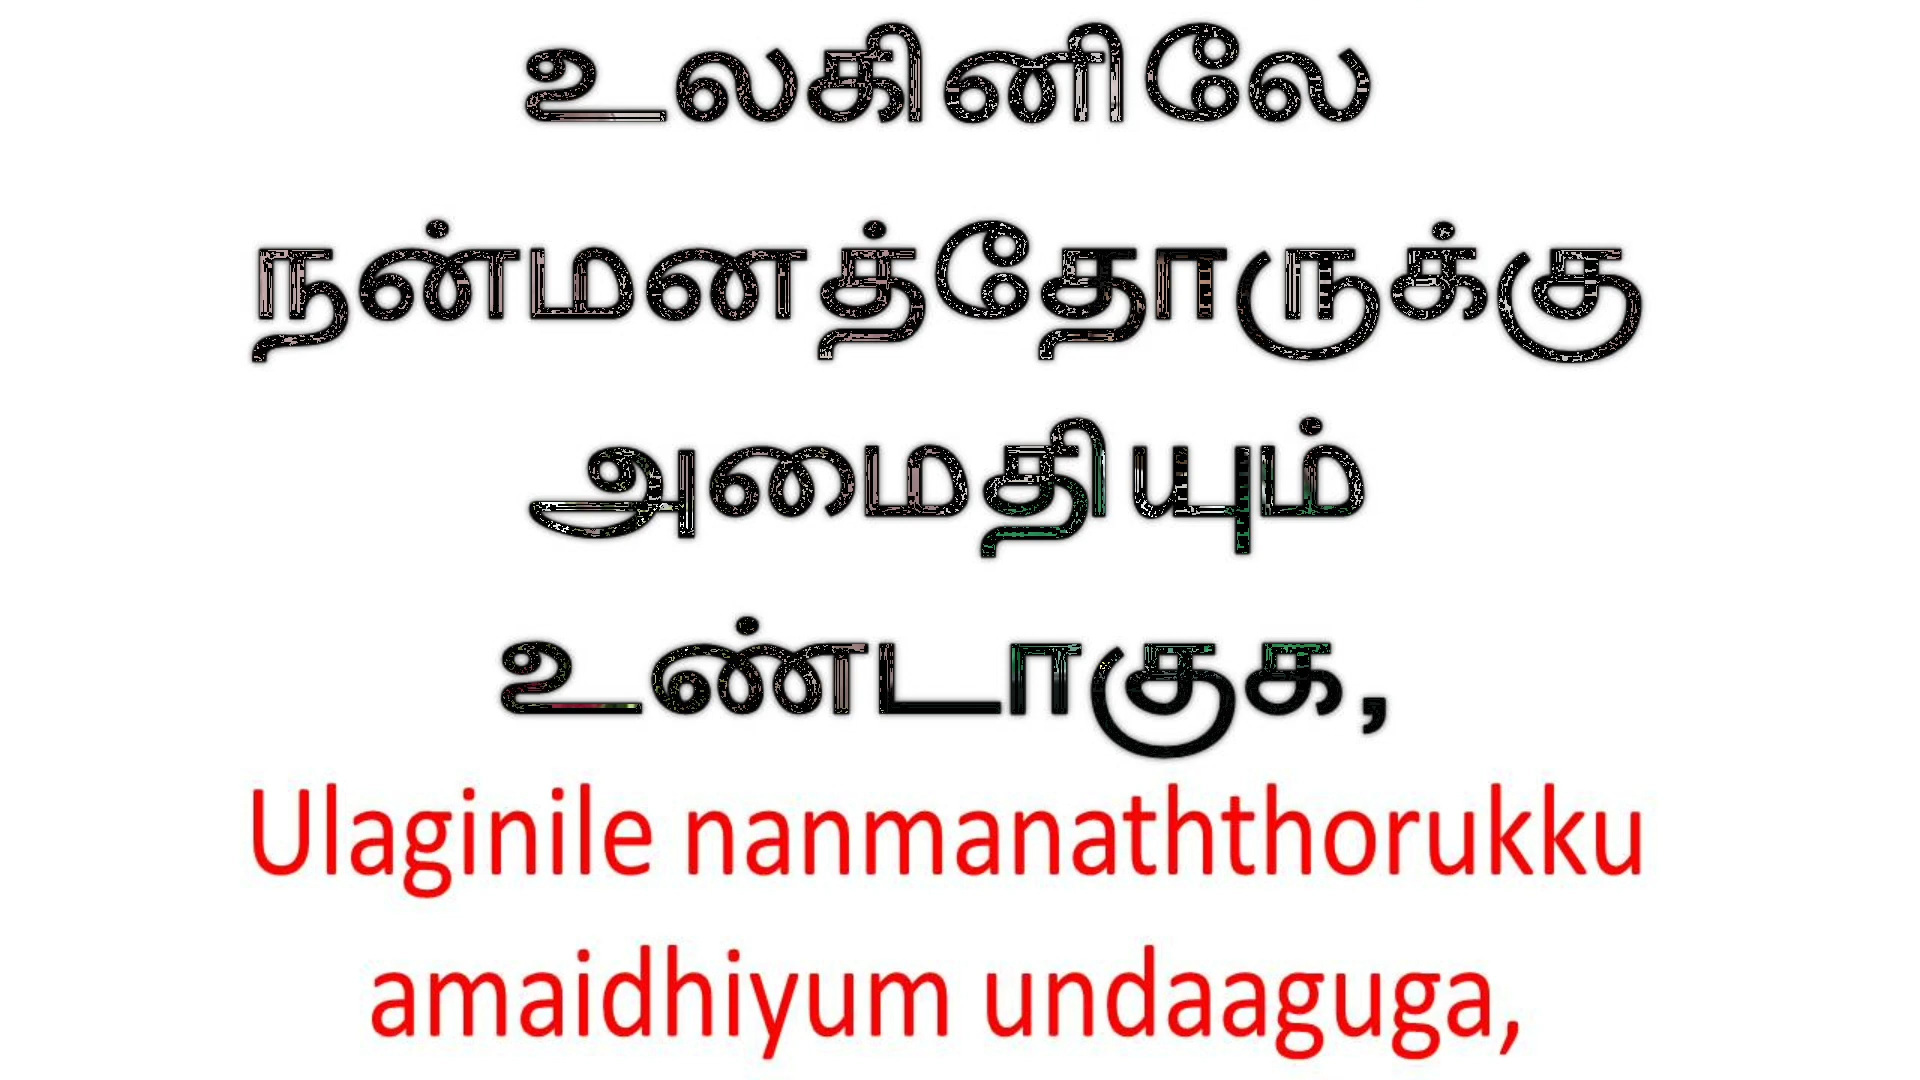 உலகினிலே
நன்மனத்தோருக்கு
அமைதியும்
உண்டாகுக,
Ulaginile nanmanaththorukku
amaidhiyum undaaguga,